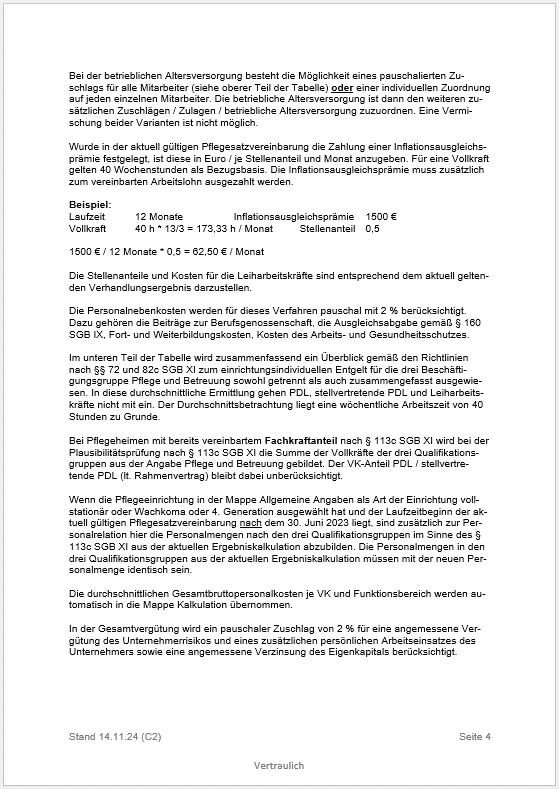 Bei der betrieblichen Altersversorgung besteht die Möglichkeit eines pauschalierten Zu-
schlags für alle Mitarbeiter (siehe oberer Teil der Tabelle) oder einer individuellen Zuordnung
auf jeden einzelnen Mitarbeiter. Die betriebliche Altersversorgung ist dann den weiteren zu-
sätzlichen Zuschlägen / Zulagen / betriebliche Altersversorgung zuzuordnen. Eine Vermi-
schung beider Varianten ist nicht möglich.
Wurde in der aktuell gültigen Pflegesatzvereinbarung die Zahlung einer Inflationsausgleichs-
prämie festgelegt, ist diese in Euro / je Stellenanteil und Monat anzugeben. Für eine Vollkraft
gelten 40 Wochenstunden als Bezugsbasis. Die Inflationsausgleichsprämie muss zusätzlich
zum vereinbarten Arbeitslohn ausgezahlt werden.
Beispiel:
Laufzeit 12 Monate Inflationsausgleichsprämie 1500 €
Vollkraft 40 h * 13/3 = 173,33 h / Monat Stellenanteil 0,5
1500 € / 12 Monate * 0,5 = 62,50 € / Monat
Die Stellenanteile und Kosten für die Leiharbeitskräfte sind entsprechend dem aktuell gelten-
den Verhandlungsergebnis darzustellen.
Die Personalnebenkosten werden für dieses Verfahren pauschal mit 2 % berücksichtigt.
Dazu gehören die Beiträge zur Berufsgenossenschaft, die Ausgleichsabgabe gemäß § 160
SGB IX, Fort- und Weiterbildungskosten, Kosten des Arbeits- und Gesundheitsschutzes.
Im unteren Teil der Tabelle wird zusammenfassend ein Überblick gemäß den Richtlinien
nach §§ 72 und 82c SGB XI zum einrichtungsindividuellen Entgelt für die drei Beschäfti-
gungsgruppe Pflege und Betreuung sowohl getrennt als auch zusammengefasst ausgewie-
sen. In diese durchschnittliche Ermittlung gehen PDL, stellvertretende PDL und Leiharbeits-
kräfte nicht mit ein. Der Durchschnittsbetrachtung liegt eine wöchentliche Arbeitszeit von 40
Stunden zu Grunde.
Bei Pflegeheimen mit bereits vereinbartem Fachkraftanteil nach § 113c SGB XI wird bei der
Plausibilitätsprüfung nach § 113c SGB XI die Summe der Vollkräfte der drei Qualifikations-
gruppen aus der Angabe Pflege und Betreuung gebildet. Der VK-Anteil PDL / stellvertre-
tende PDL (lt. Rahmenvertrag) bleibt dabei unberücksichtigt.
Wenn die Pflegeeinrichtung in der Mappe Allgemeine Angaben als Art der Einrichtung voll-
stationär oder Wachkoma oder 4. Generation ausgewählt hat und der Laufzeitbeginn der ak-
tuell gültigen Pflegesatzvereinbarung nach dem 30. Juni 2023 liegt, sind zusätzlich zur Per-
sonalrelation hier die Personalmengen nach den drei Qualifikationsgruppen im Sinne des §
113c SGB XI aus der aktuellen Ergebniskalkulation abzubilden. Die Personalmengen in den
drei Qualifikationsgruppen aus der aktuellen Ergebniskalkulation müssen mit der neuen Per-
sonalmenge identisch sein.
Die durchschnittlichen Gesamtbruttopersonalkosten je VK und Funktionsbereich werden au-
tomatisch in die Mappe Kalkulation übernommen.
In der Gesamtvergütung wird ein pauschaler Zuschlag von 2 % für eine angemessene Ver-
gütung des Unternehmerrisikos und eines zusätzlichen persönlichen Arbeitseinsatzes des
Unternehmers sowie eine angemessene Verzinsung des Eigenkapitals berücksichtigt.
Stand 14.11.24 (C2) Seite 4
Vertraulich